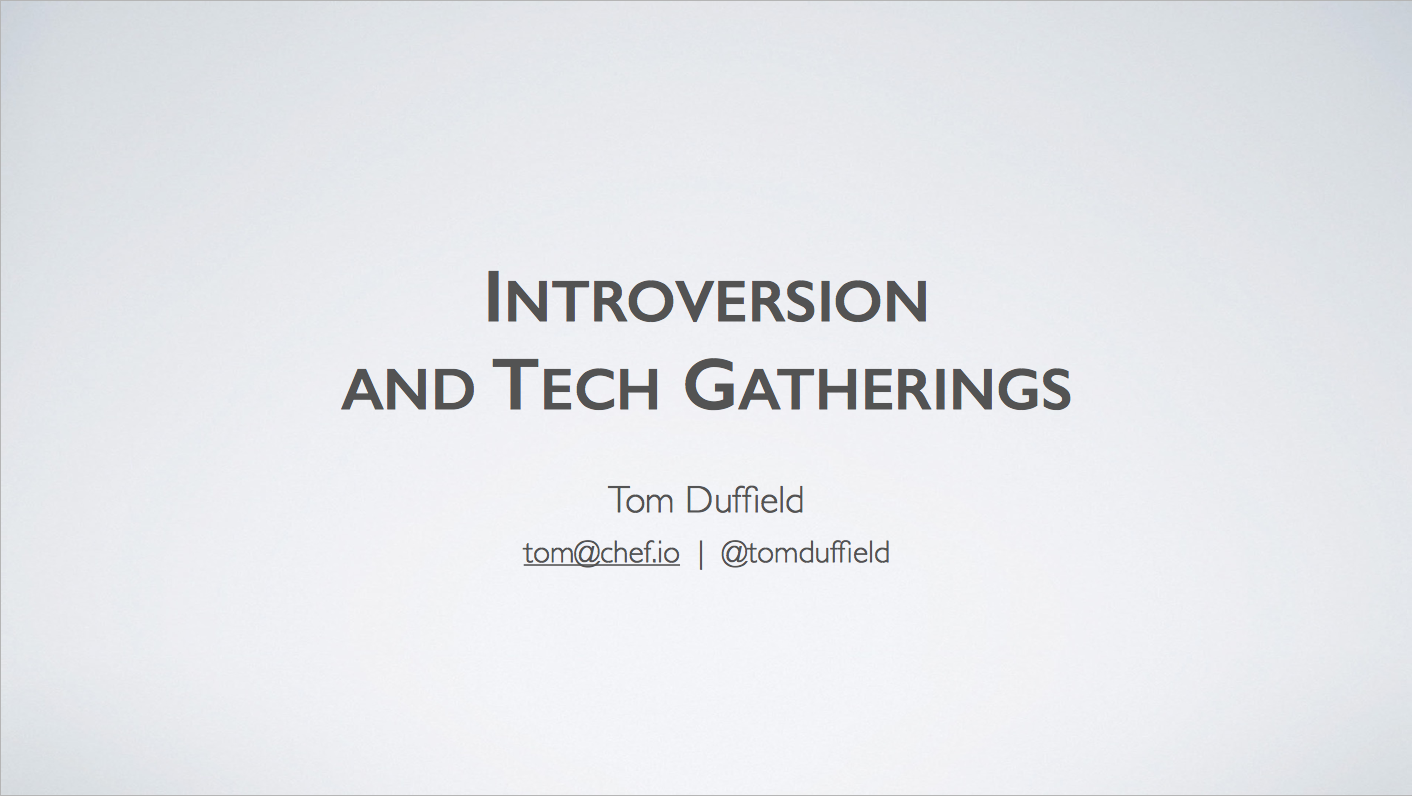 Introversion
and Tech Gatherings
Tom Duffield
tom@chef.io | @tomduffield